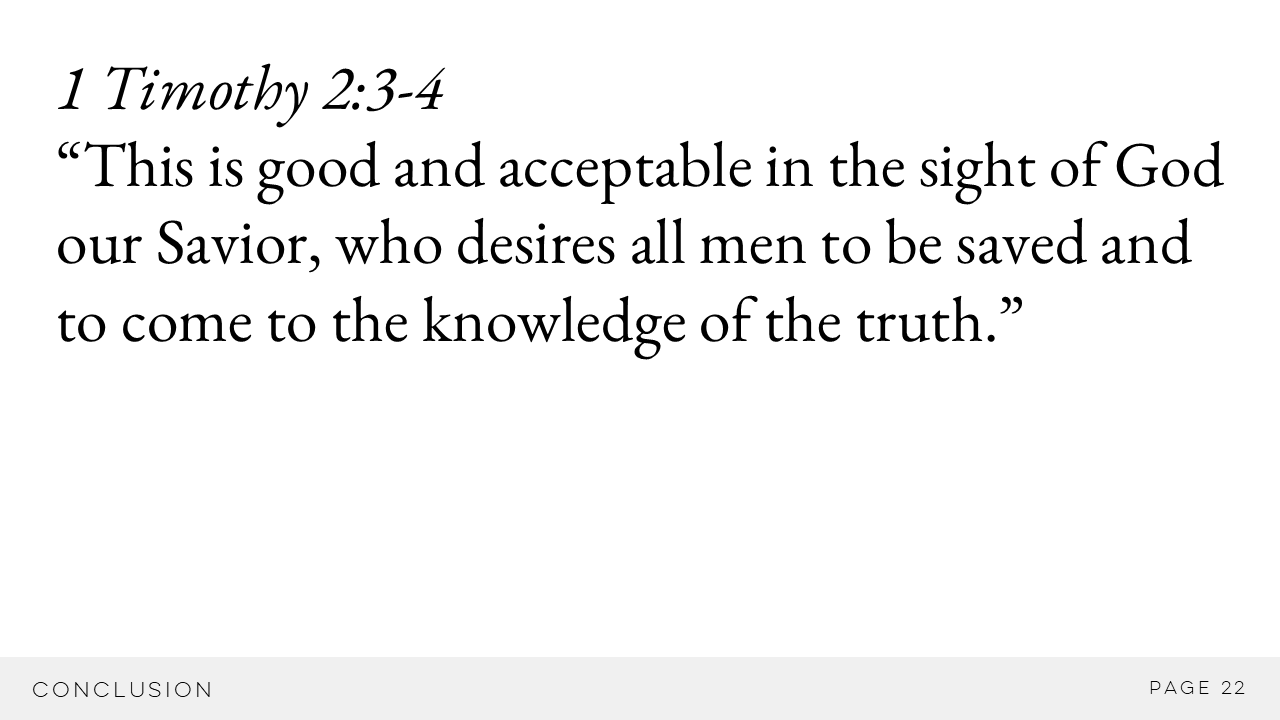 1 Timothy 2:3-4
“This is good and acceptable in the sight of God
our Savior, who desires all men to be saved and
to come to the knowledge of the truth.”
CONCLUSION
PAGE 22